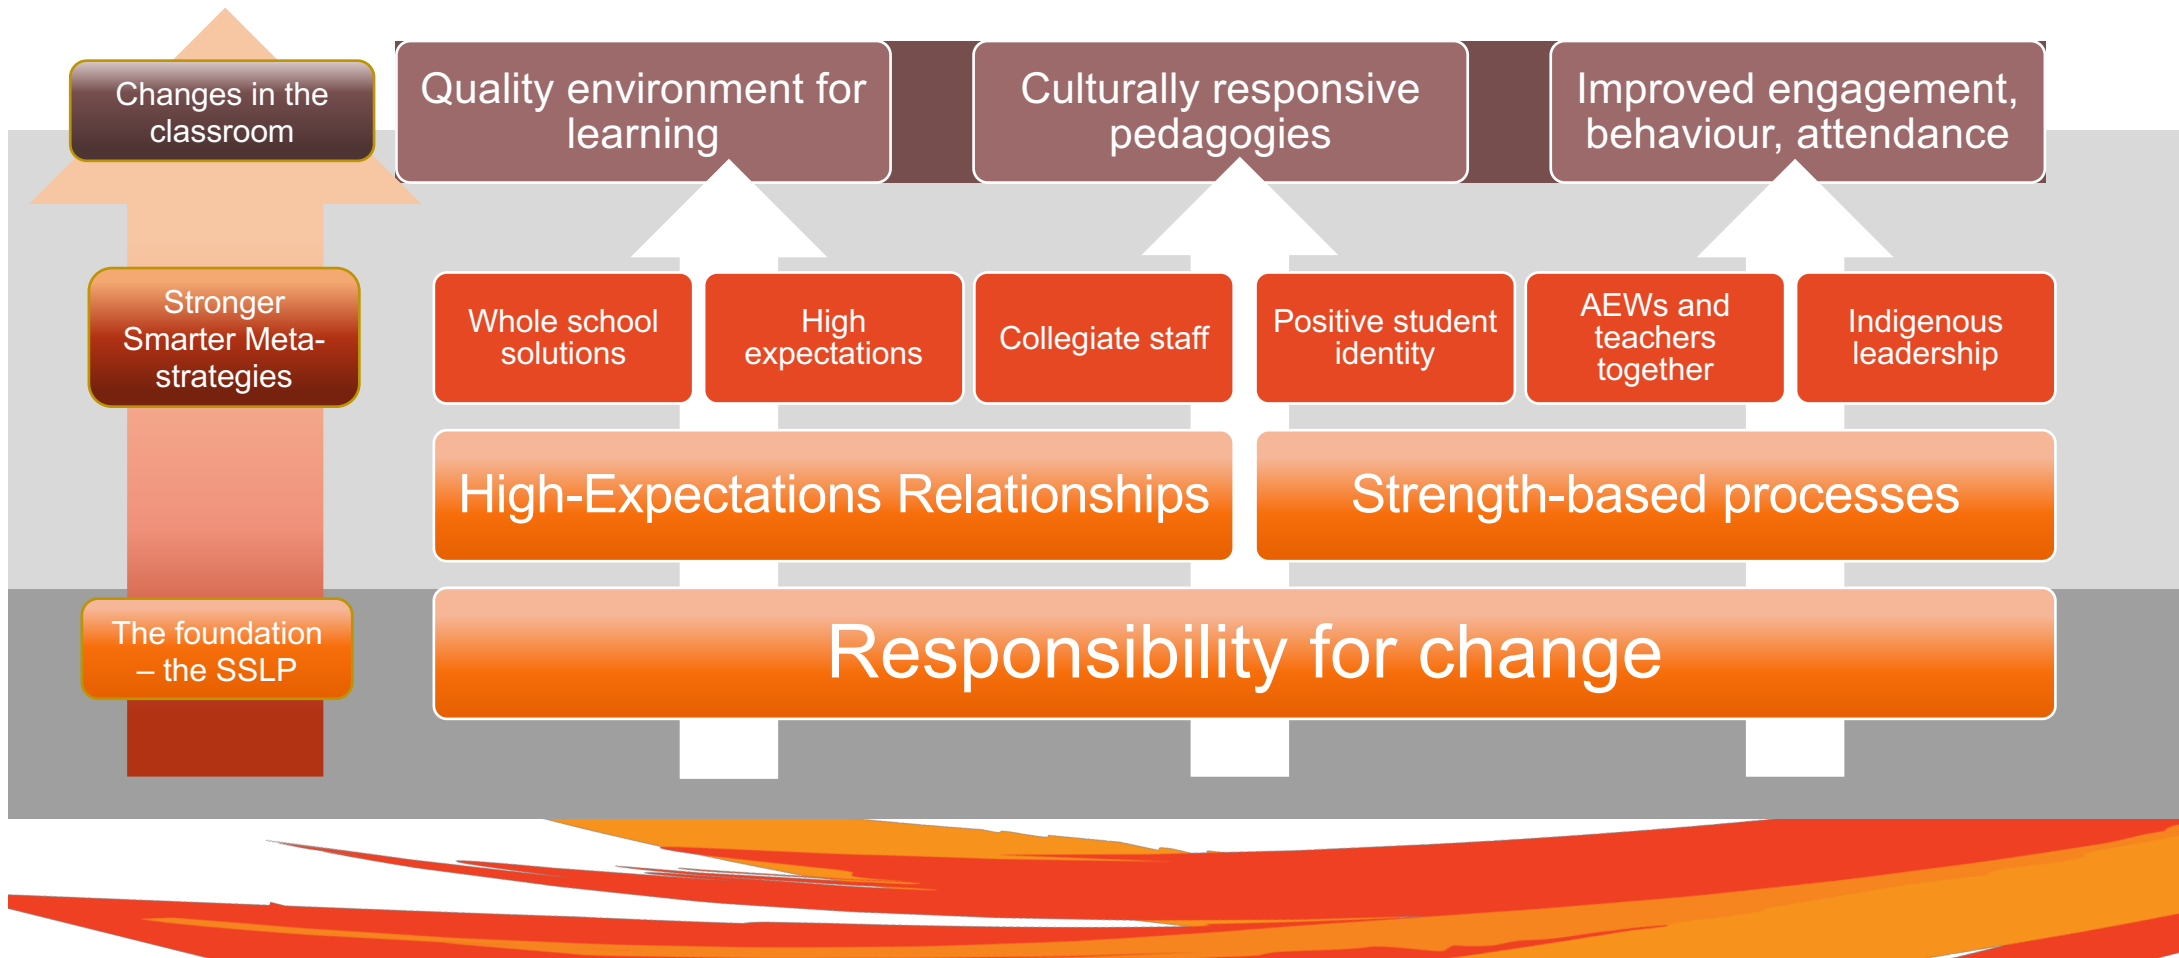 Changes in the
classroom
Quality environment for
learning
Culturally responsive
pedagogies
Improved engagement,
behaviour, attendance
Stronger
Smarter Meta-
strategies
Whole school
solutions
High
expectations
Collegiate staff
Positive student
identity
AEWs and
teachers
together
Indigenous
leadership
High-Expectations Relationships
Strength-based processes
The foundation
– the SSLP
Responsibility for change